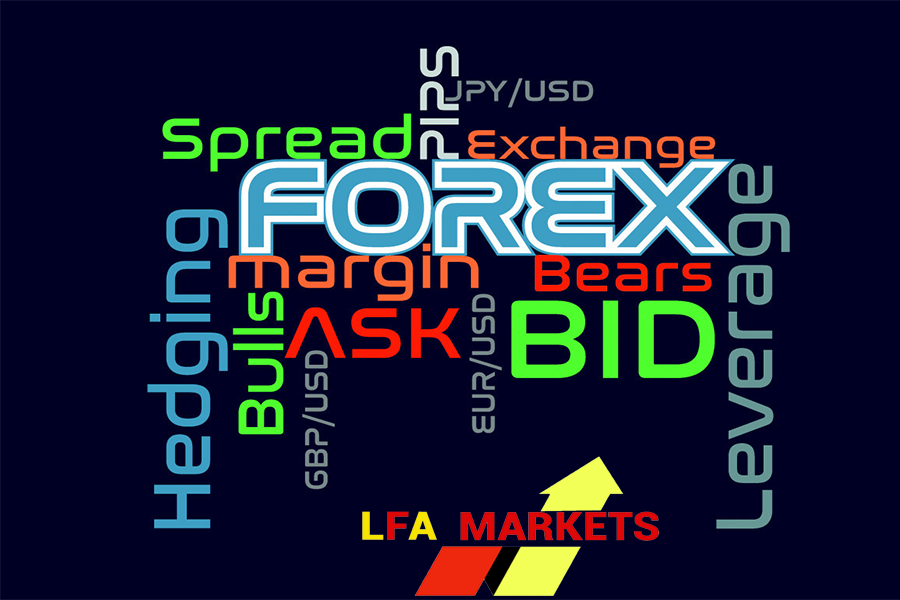 PIPS
JPY/USD
Spread
Exchange
FOREX
Hedging
Leverage
margin
Bears
Bulls
ASK
EUR/USD
BID
GBP/USD
LFA MARKETS